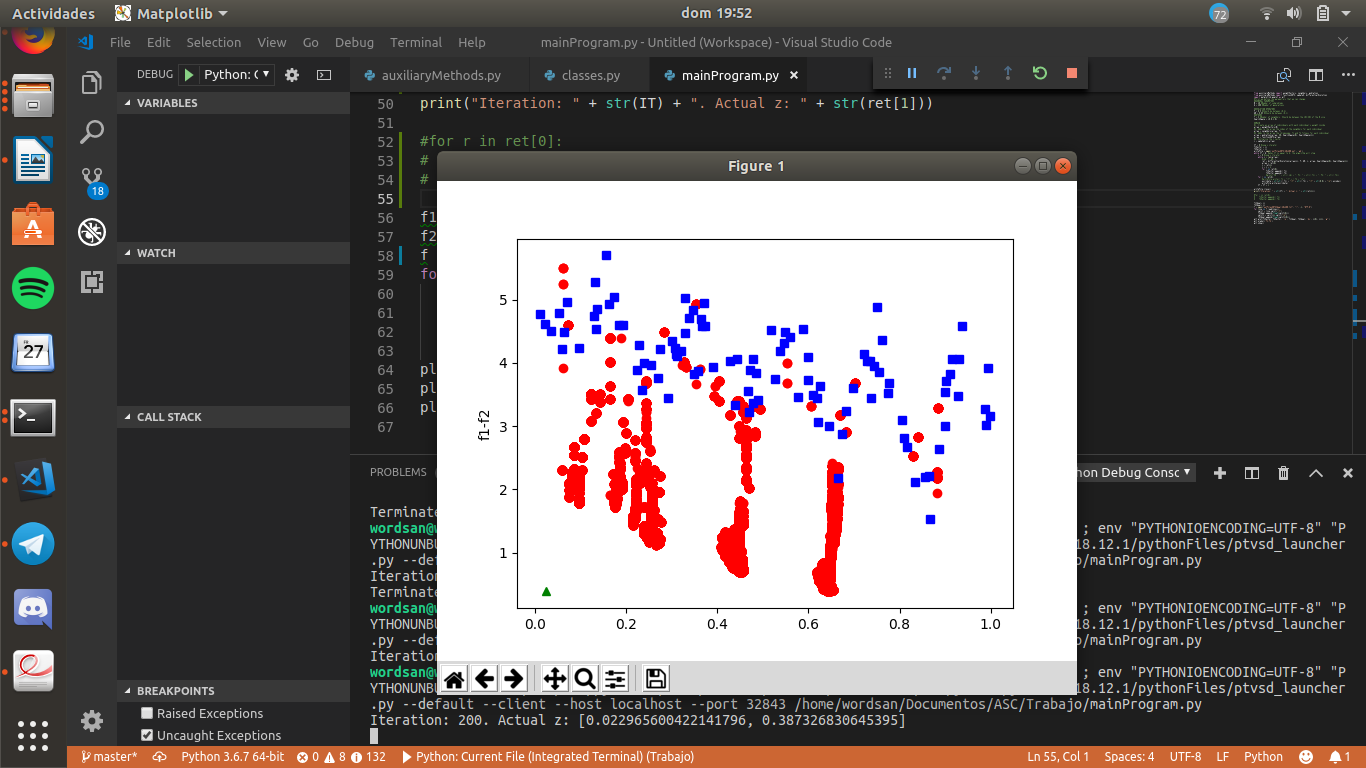 Actividades
Matplotlib
dom 19:52
72
File Edit Selection View Go Debug Terminal Help
mainProgram.py - Untitled (Workspace) - Visual Studio Code
DEBUG
Python: C
auxiliaryMethods.py
classes.py
mainProgram.py
VARIABLES
WATCH
CALL STACK
BREAKPOINTS
Raised Exceptions
Uncaught Exceptions
18
27
50 print("Iteration: " + str(IT) + ". Actual z: " + str(ret[1]))
51
52 #for r in ret[0]:
53 #
54 #
55
56 f1
57 f2
58 f
59 fo
60
61
62
63
64 pl
65 pl
66 pl
67
Figure 1
5
4
3
2
1
f1-f2
0.0 0.2 0.4 0.6 0.8 1.0
PROBLEMS
hon Debug Consc
Terminate
wordsan@w ; env "PYTHONIOENCODING=UTF-8" "P
YTHONUNBU 18.12.1/pythonFiles/ptvsd_launcher
.py --def o/mainProgram.py
Iteration
Terminate
wordsan@w ; env "PYTHONIOENCODING=UTF-8" "P
YTHONUNBU 18.12.1/pythonFiles/ptvsd_launcher
.py --def o/mainProgram.py
Iteration
wordsan@w ; env "PYTHONIOENCODING=UTF-8" "P
YTHONUNBU 18.12.1/pythonFiles/ptvsd_launcher
.py --default --client --host localhost --port 32843 /home/wordsan/Documentos/ASC/Trabajo/mainProgram.py
Iteration: 200. Actual z: [0.022965600422141796, 0.387326830645395]
master*
Python 3.6.7 64-bit
0
8
132
Python: Current File (Integrated Terminal) (Trabajo)
Ln 55, Col 1
Spaces: 4
UTF-8
LF
Python
1